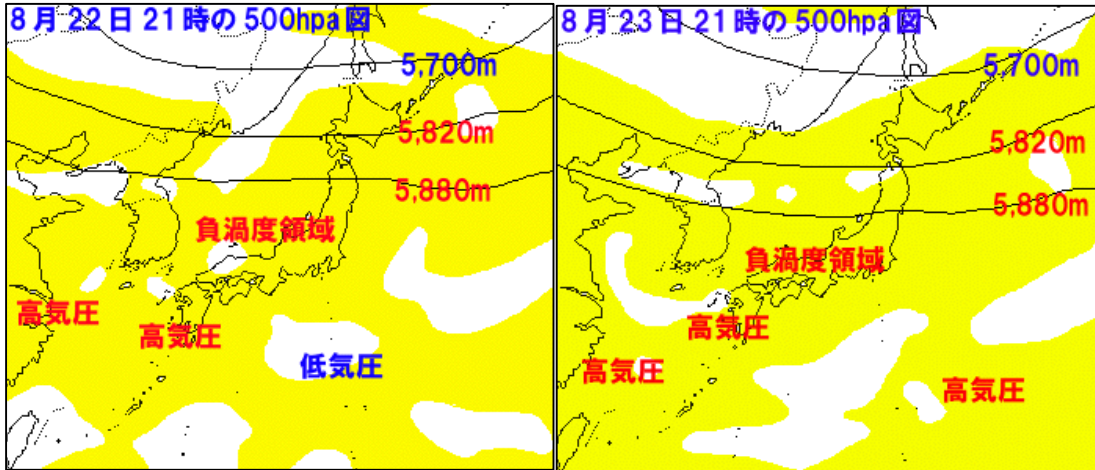 8月22日21時の500hpa図
5,700m
5,820m
5,880m
負渦度領域
高気圧
高気圧
低気圧
8月23日21時の500hpa図
5,700m
5,820m
5,880m
負渦度領域
高気圧
高気圧
高気圧